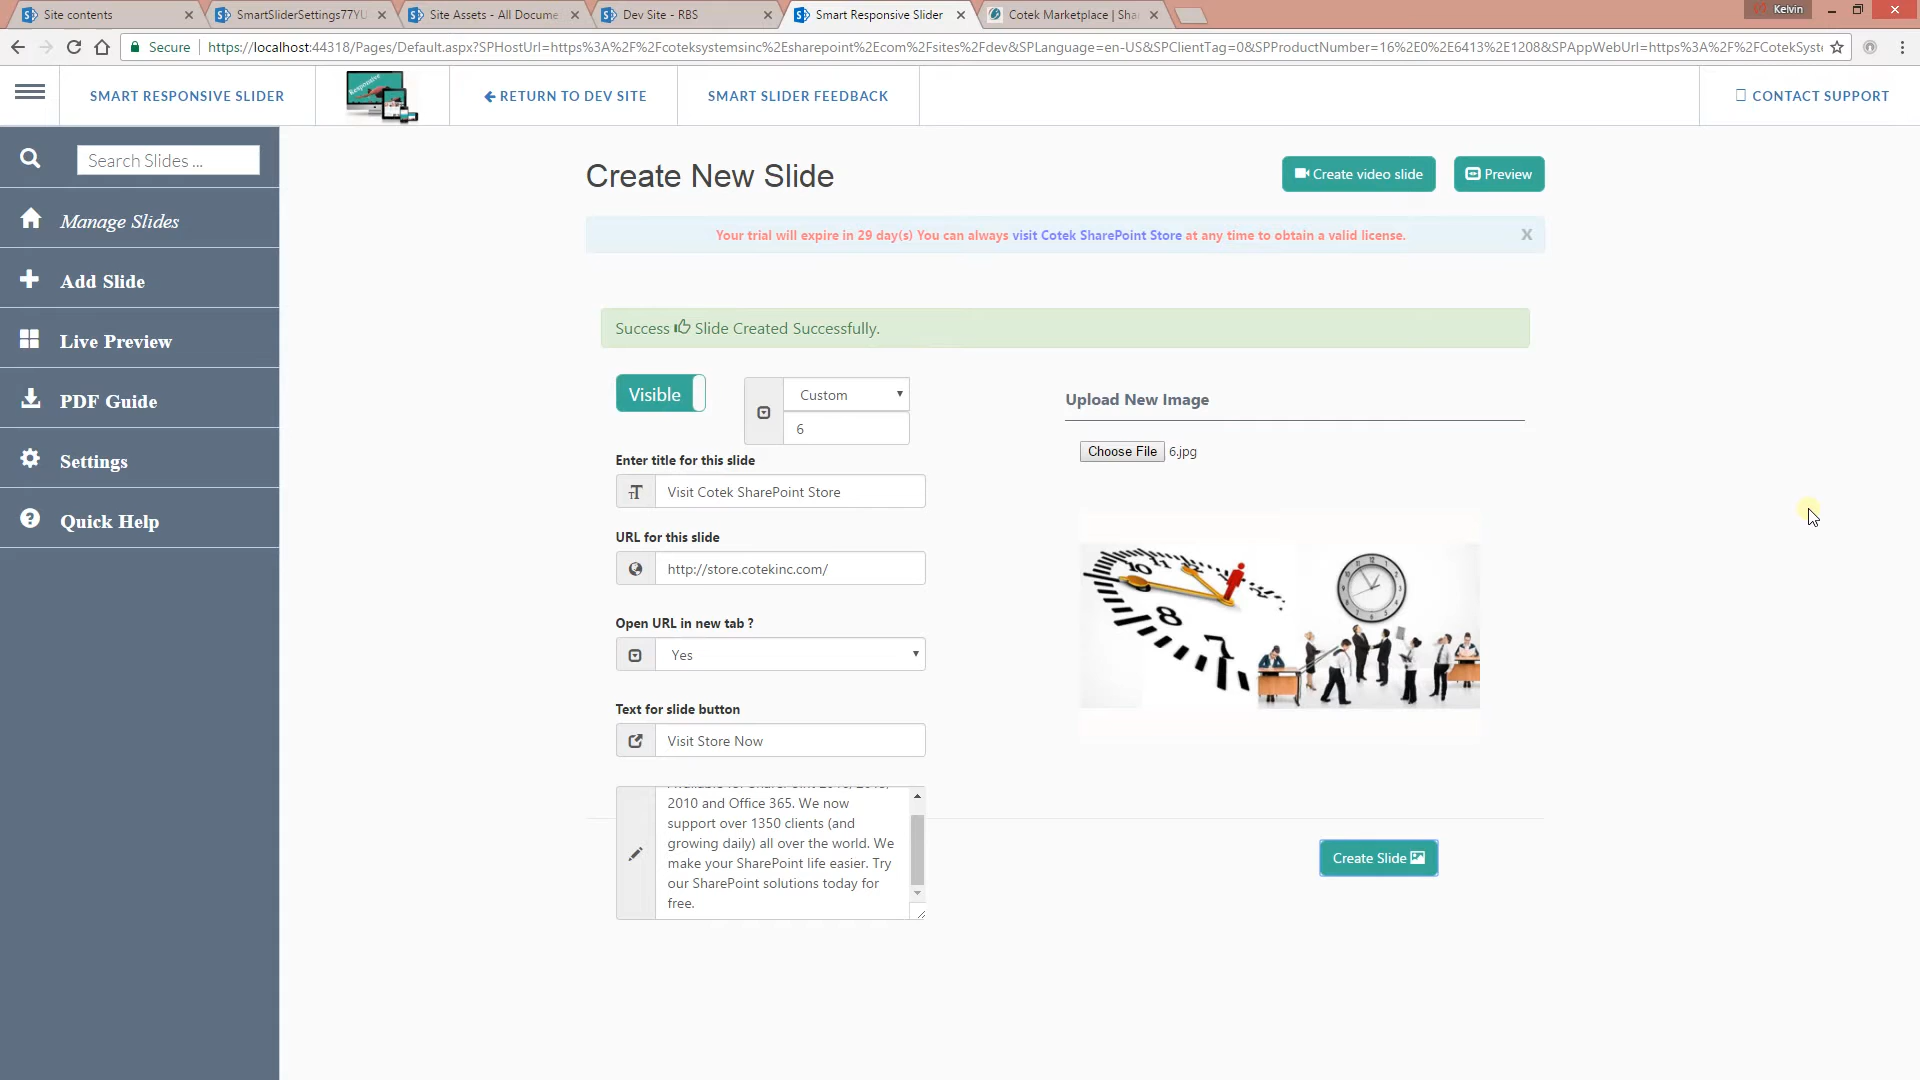 Site contents
SmartSliderSettings77YU
Site Assets - All Docume
Dev Site - RBS
Smart Responsive Slider
Cotek Marketplace | Sha
Kelvin
Secure
https://localhost:44318/Pages/Default.aspx?SPHostUrl=https%3A%2F%2Fcoteksystemsinc%2Esharepoint%2Ecom%2Fsites%2Fdev&SPLanguage=en-US&SPClientTag=0&SPProductNumber=16%2E0%2E6413%2E1208&SPAppWebUrl=https%3A%2F%2FCotekSyst
SMART RESPONSIVE SLIDER
Responsive
RETURN TO DEV SITE
SMART SLIDER FEEDBACK
CONTACT SUPPORT
Search Slides ...
Manage Slides
Add Slide
Live Preview
PDF Guide
Settings
Quick Help
Create New Slide
Create video slide
Preview
Your trial will expire in 29 day(s) You can always visit Cotek SharePoint Store at any time to obtain a valid license.
X
Success Slide Created Successfully.
Visible
Custom
6
Enter title for this slide
Visit Cotek SharePoint Store
URL for this slide
http://store.cotekinc.com/
Open URL in new tab ?
Yes
Text for slide button
Visit Store Now
2010 and Office 365. We now
support over 1350 clients (and
growing daily) all over the world. We
make your SharePoint life easier. Try
our SharePoint solutions today for
free.
Upload New Image
Choose File 6.jpg
10
11
8
7
Create Slide